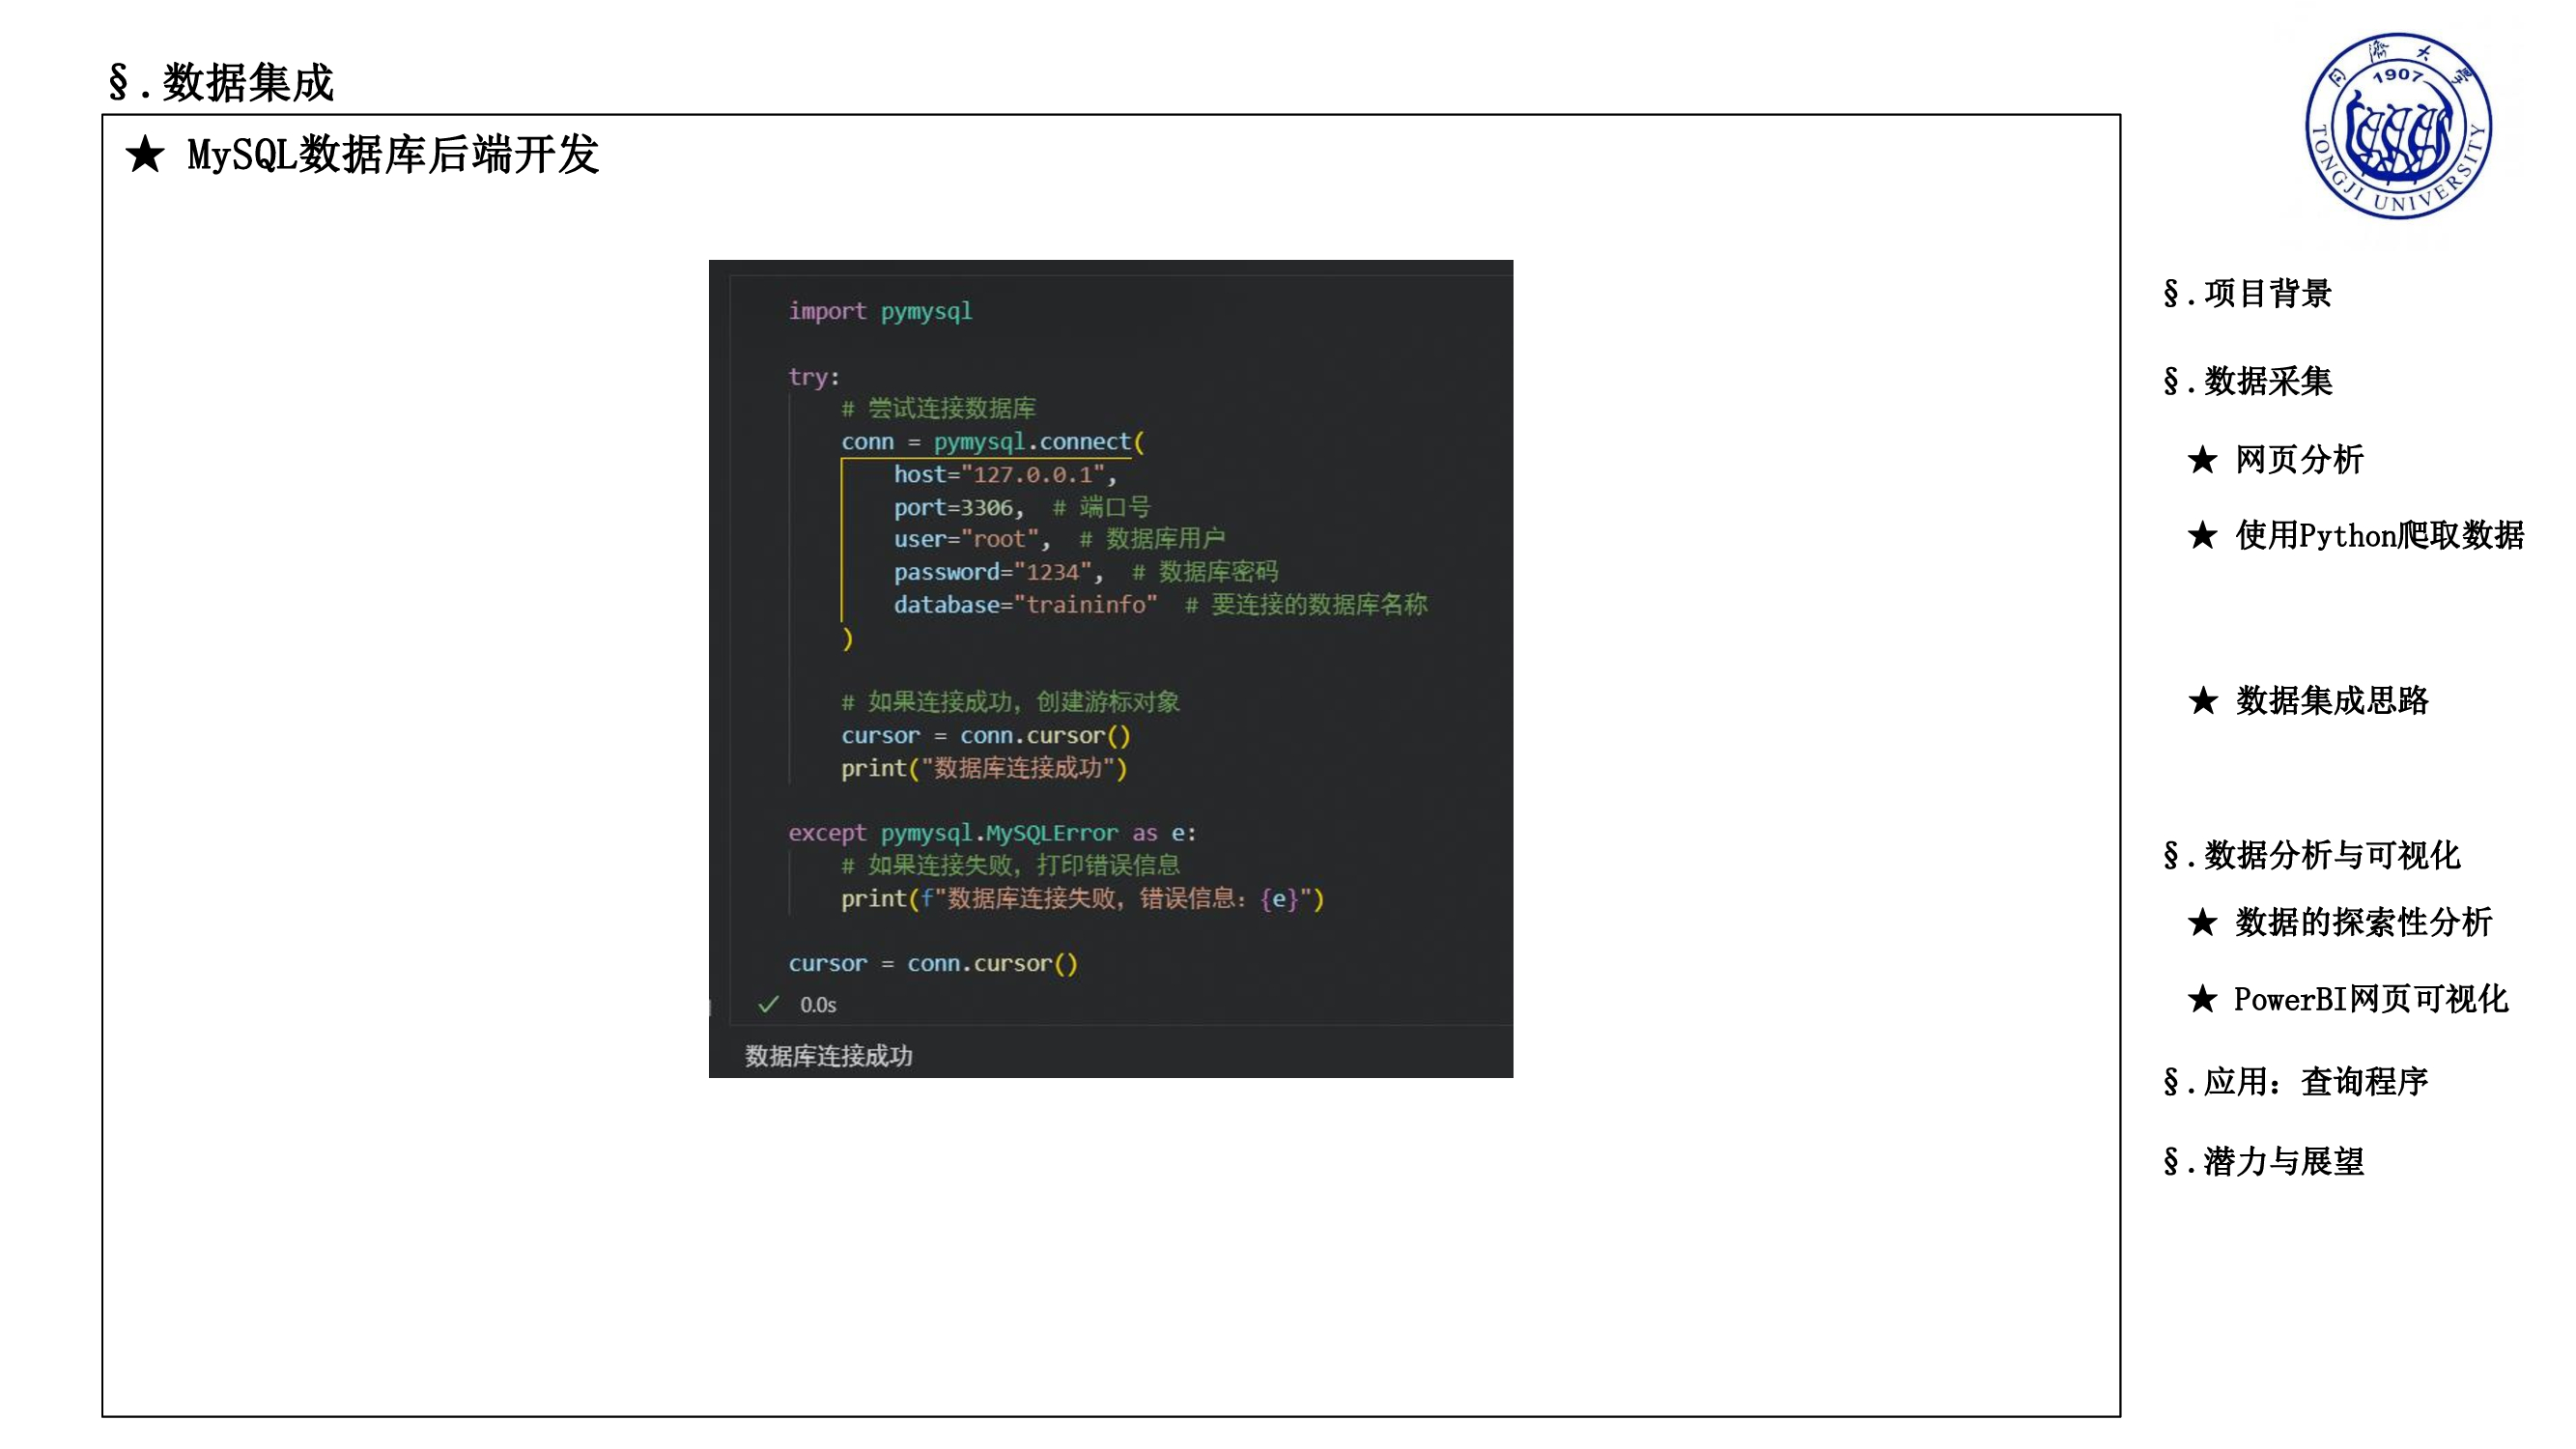 §.数据集成
★ MySQL数据库后端开发
import pymysql
try:
# 尝试连接数据库
conn = pymysql.connect(
host="127.0.0.1",
port=3306,  # 端口号
user="root",  # 数据库用户
password="1234",  # 数据库密码
database="traininfo"  # 要连接的数据库名称
)
# 如果连接成功，创建游标对象
cursor = conn.cursor()
print("数据库连接成功")
except pymysql.MySQLError as e:
# 如果连接失败，打印错误信息
print(f"数据库连接失败，错误信息：{e}")
cursor = conn.cursor()
✓ 0.0s
数据库连接成功
同济大学
1907
TONGJI UNIVERSITY
§.项目背景
§.数据采集
★ 网页分析
★ 使用Python爬取数据
★ 数据集成思路
§.数据分析与可视化
★ 数据的探索性分析
★ PowerBI网页可视化
§.应用：查询程序
§.潜力与展望